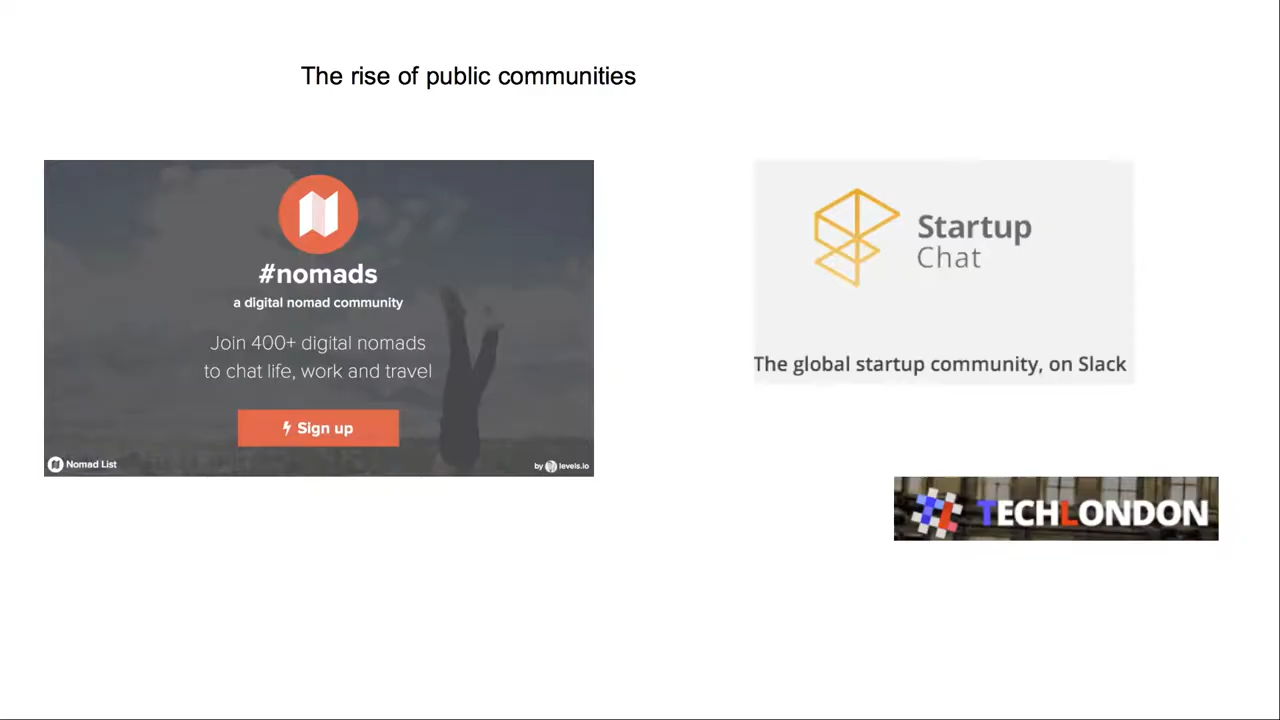 The rise of public communities
#nomads
a digital nomad community
Join 400+ digital nomads
to chat life, work and travel
Sign up
Nomad List
by levels.io
Startup
Chat
The global startup community, on Slack
TECHLONDON